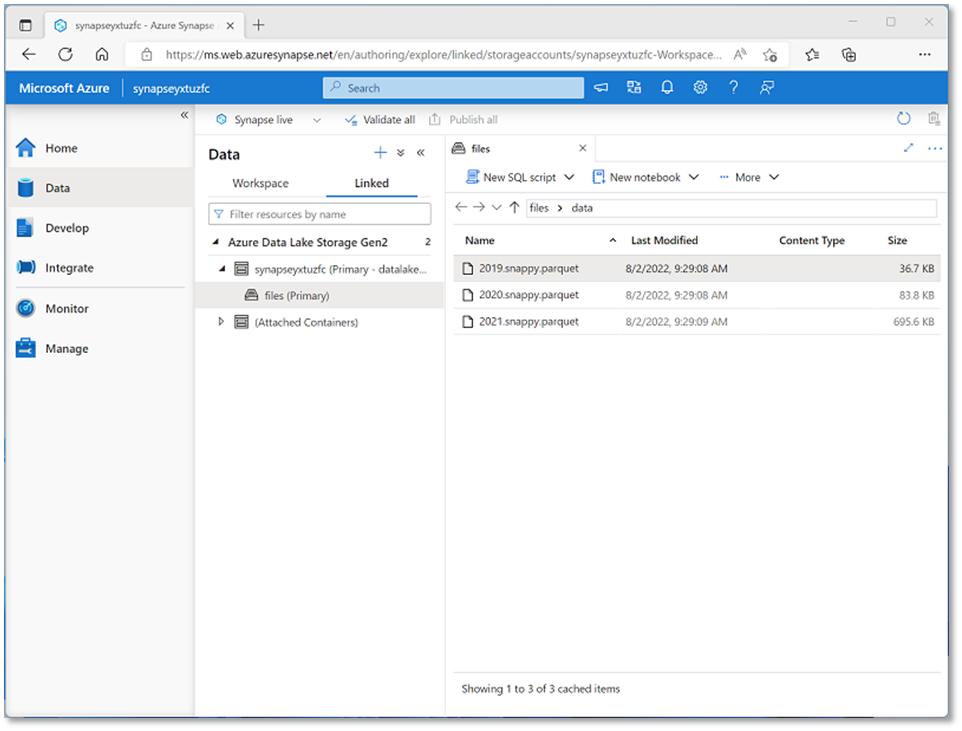 synapseyxtuzfc - Azure Synapse
https://ms.web.azuresynapse.net/en/authoring/explore/linked/storageaccounts/synapseyxtuzfc-Workspace...
Microsoft Azure
synapseyxtuzfc
Search
Synapse live
Validate all
Publish all
Home
Data
Develop
Integrate
Monitor
Manage
Data
Workspace
Linked
Filter resources by name
Azure Data Lake Storage Gen2 2
synapseyxtuzfc (Primary - datalake...
files (Primary)
(Attached Containers)
files
New SQL script
New notebook
More
files > data
Name Last Modified Content Type Size
2019.snappy.parquet 8/2/2022, 9:29:08 AM 36.7 KB
2020.snappy.parquet 8/2/2022, 9:29:08 AM 83.8 KB
2021.snappy.parquet 8/2/2022, 9:29:09 AM 695.6 KB
Showing 1 to 3 of 3 cached items